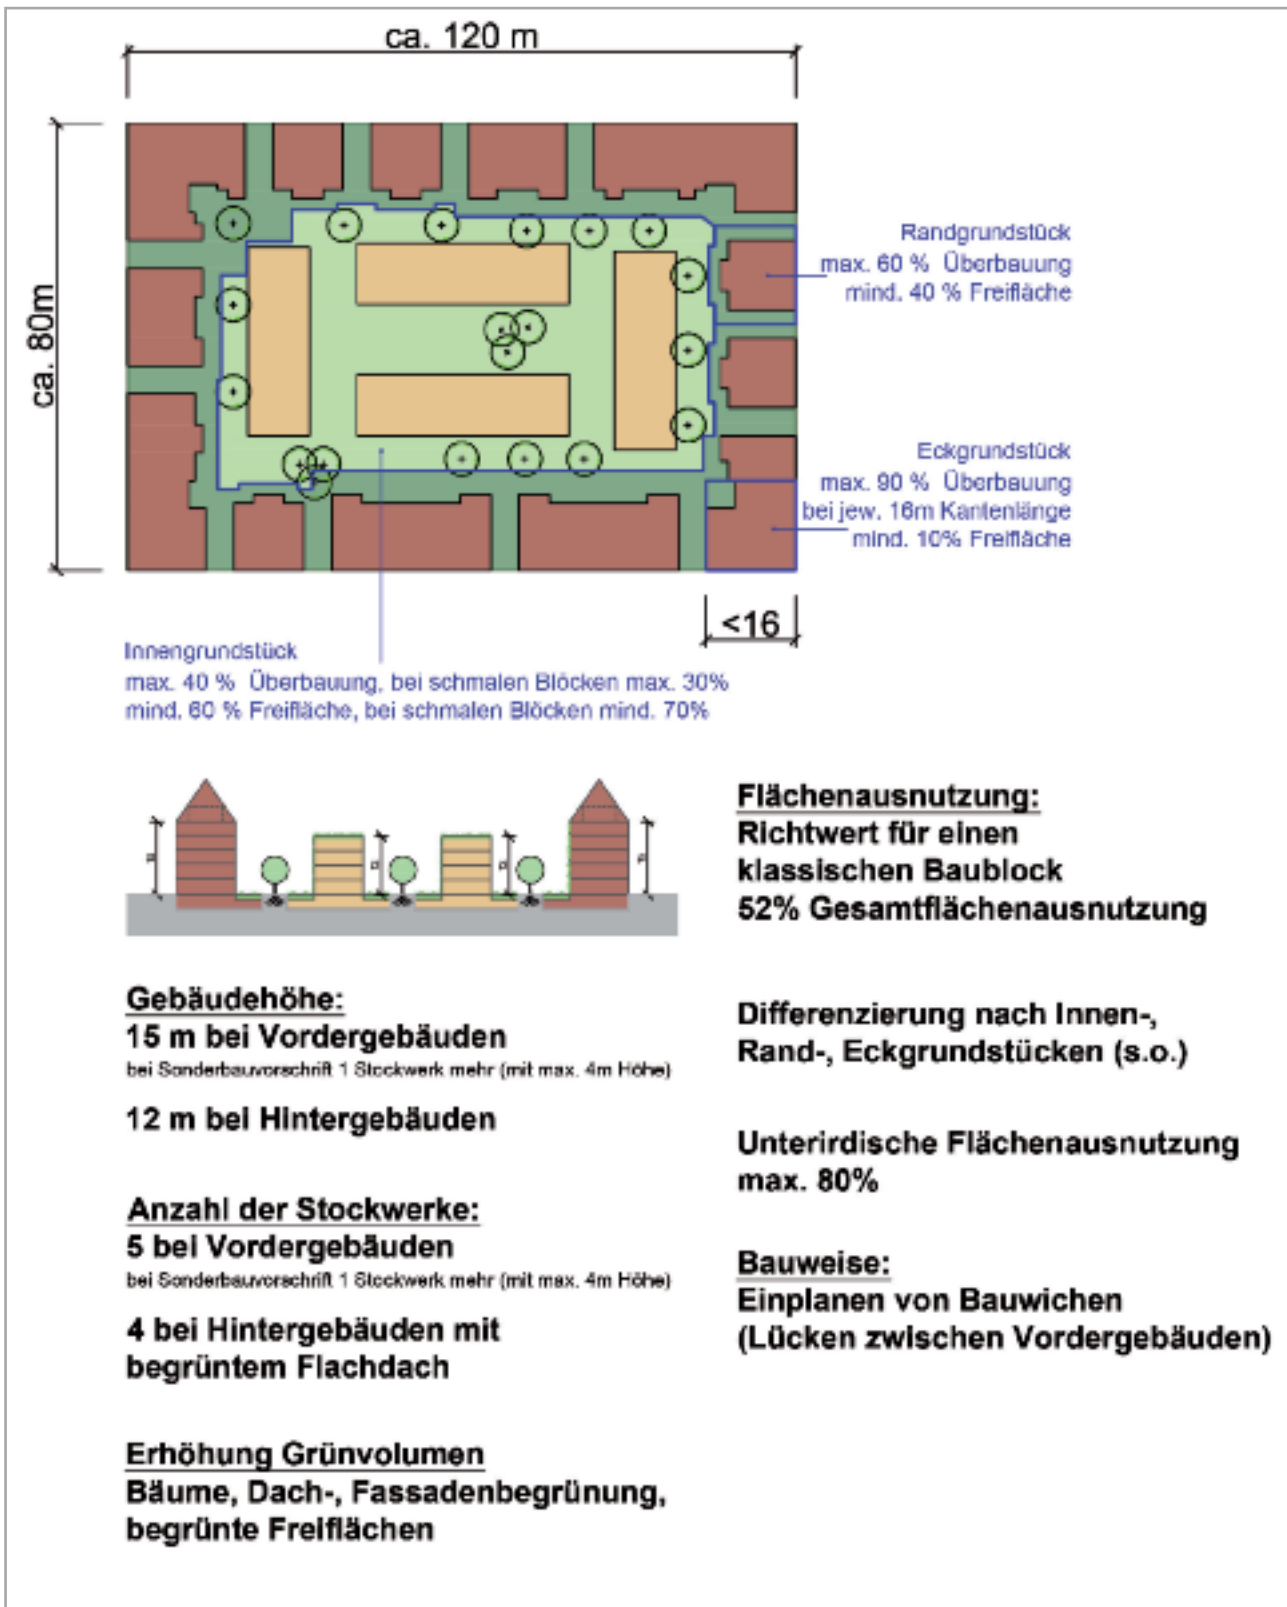 ca. 120 m
ca. 80m
Randgrundstück
max. 60 % Überbauung
mind. 40 % Freifläche
Eckgrundstück
max. 90 % Überbauung
bei jew. 16m Kantenlänge
mind. 10% Freifläche
<16
Innengrundstück
max. 40 % Überbauung, bei schmalen Blöcken max. 30%
mind. 60 % Freifläche, bei schmalen Blöcken mind. 70%
Flächenausnutzung:
Richtwert für einen
klassischen Baublock
52% Gesamtflächenausnutzung
Gebäudehöhe:
15 m bei Vordergebäuden
bei Sonderbauvorschrift 1 Stockwerk mehr (mit max. 4m Höhe)
12 m bei Hintergebäuden
Differenzierung nach Innen-,
Rand-, Eckgrundstücken (s.o.)
Unterirdische Flächenausnutzung
max. 80%
Anzahl der Stockwerke:
5 bei Vordergebäuden
bei Sonderbauvorschrift 1 Stockwerk mehr (mit max. 4m Höhe)
4 bei Hintergebäuden mit
begrüntem Flachdach
Bauweise:
Einplanen von Bauwichen
(Lücken zwischen Vordergebäuden)
Erhöhung Grünvolumen
Bäume, Dach-, Fassadenbegrünung,
begrünte Freiflächen